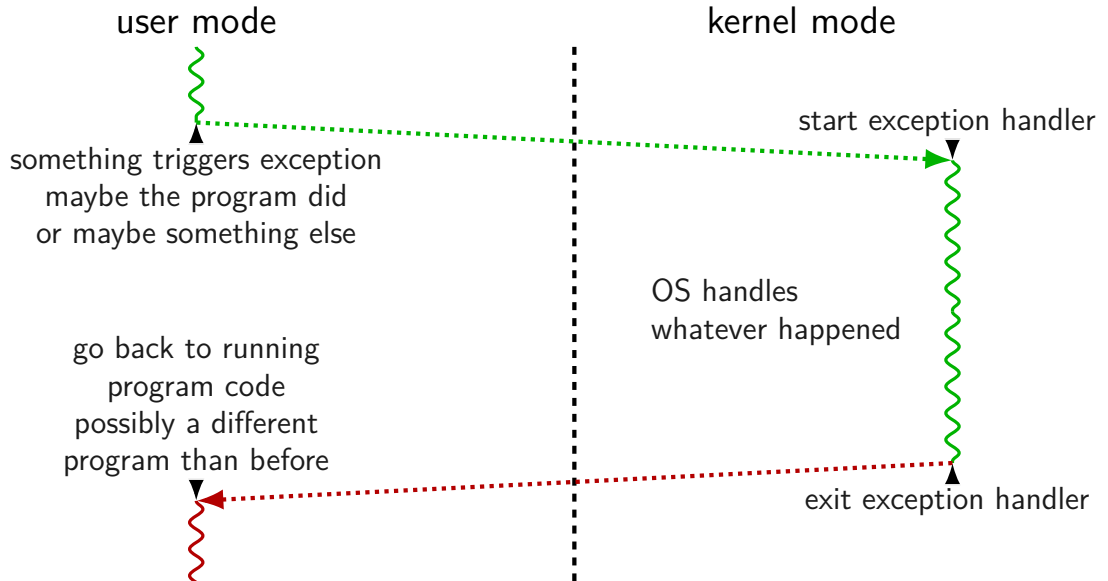 user mode
kernel mode
start exception handler
something triggers exception
maybe the program did
or maybe something else
OS handles
whatever happened
go back to running
program code
possibly a different
program than before
exit exception handler